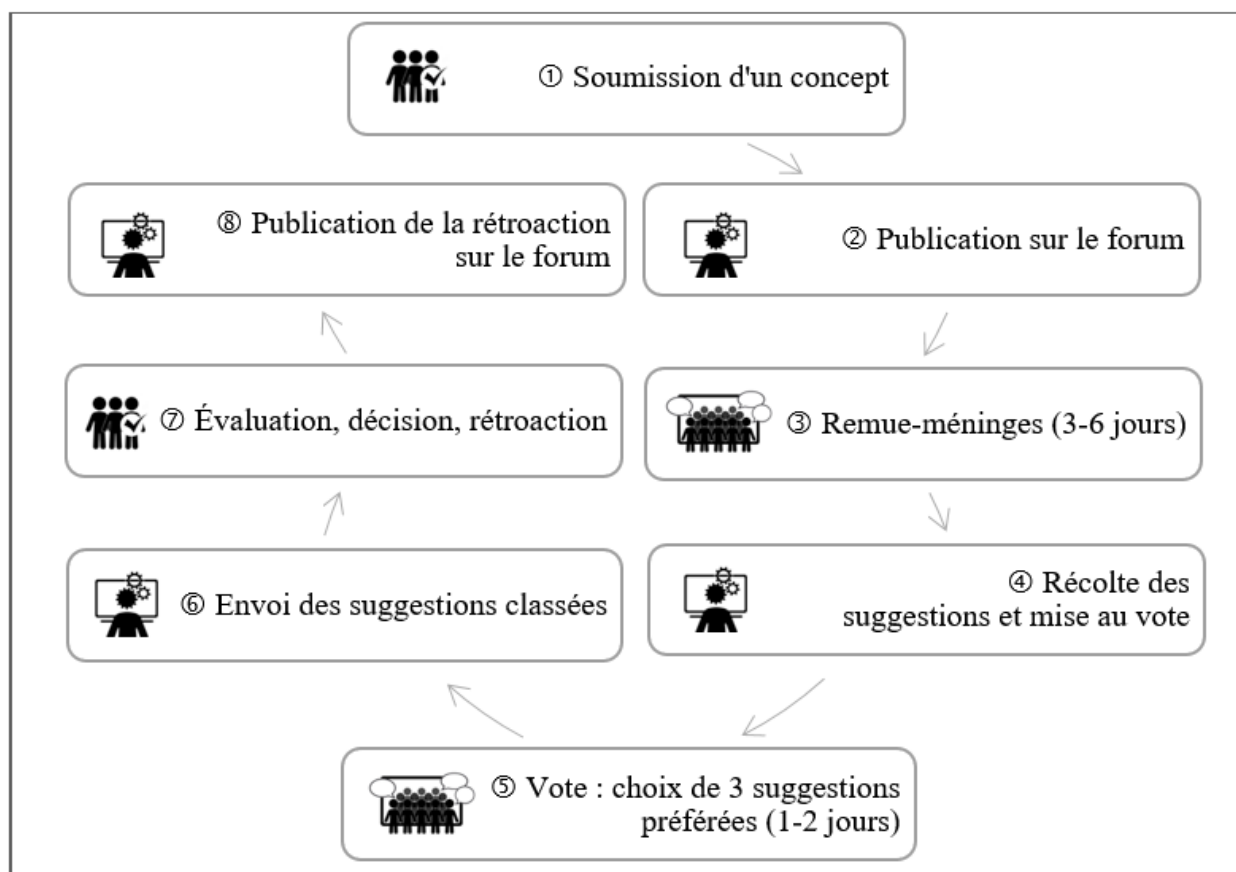 ① Soumission d'un concept
② Publication sur le forum
③ Remue-méninges (3-6 jours)
④ Récolte des
suggestions et mise au vote
⑤ Vote : choix de 3 suggestions
préférées (1-2 jours)
⑥ Envoi des suggestions classées
⑦ Évaluation, décision, rétroaction
⑧ Publication de la rétroaction
sur le forum